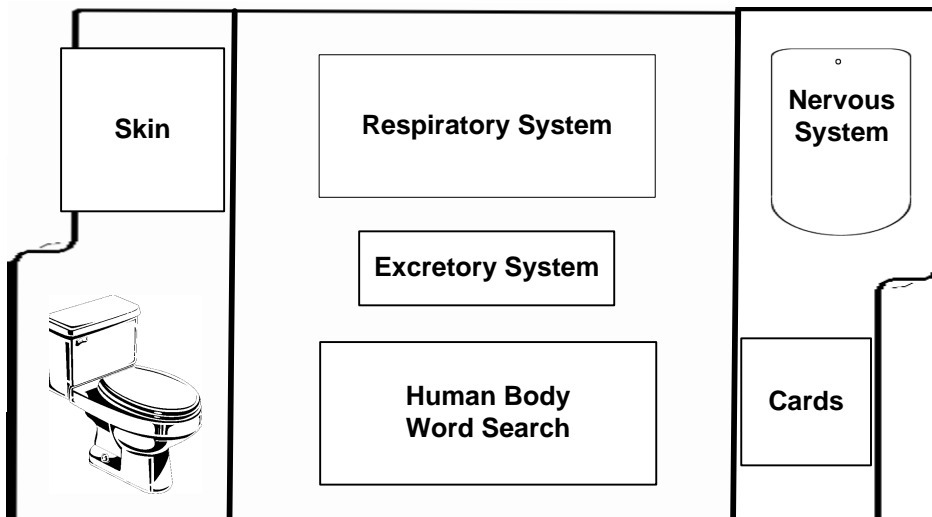 Skin
Respiratory System
Nervous
System
Excretory System
Human Body
Word Search
Cards